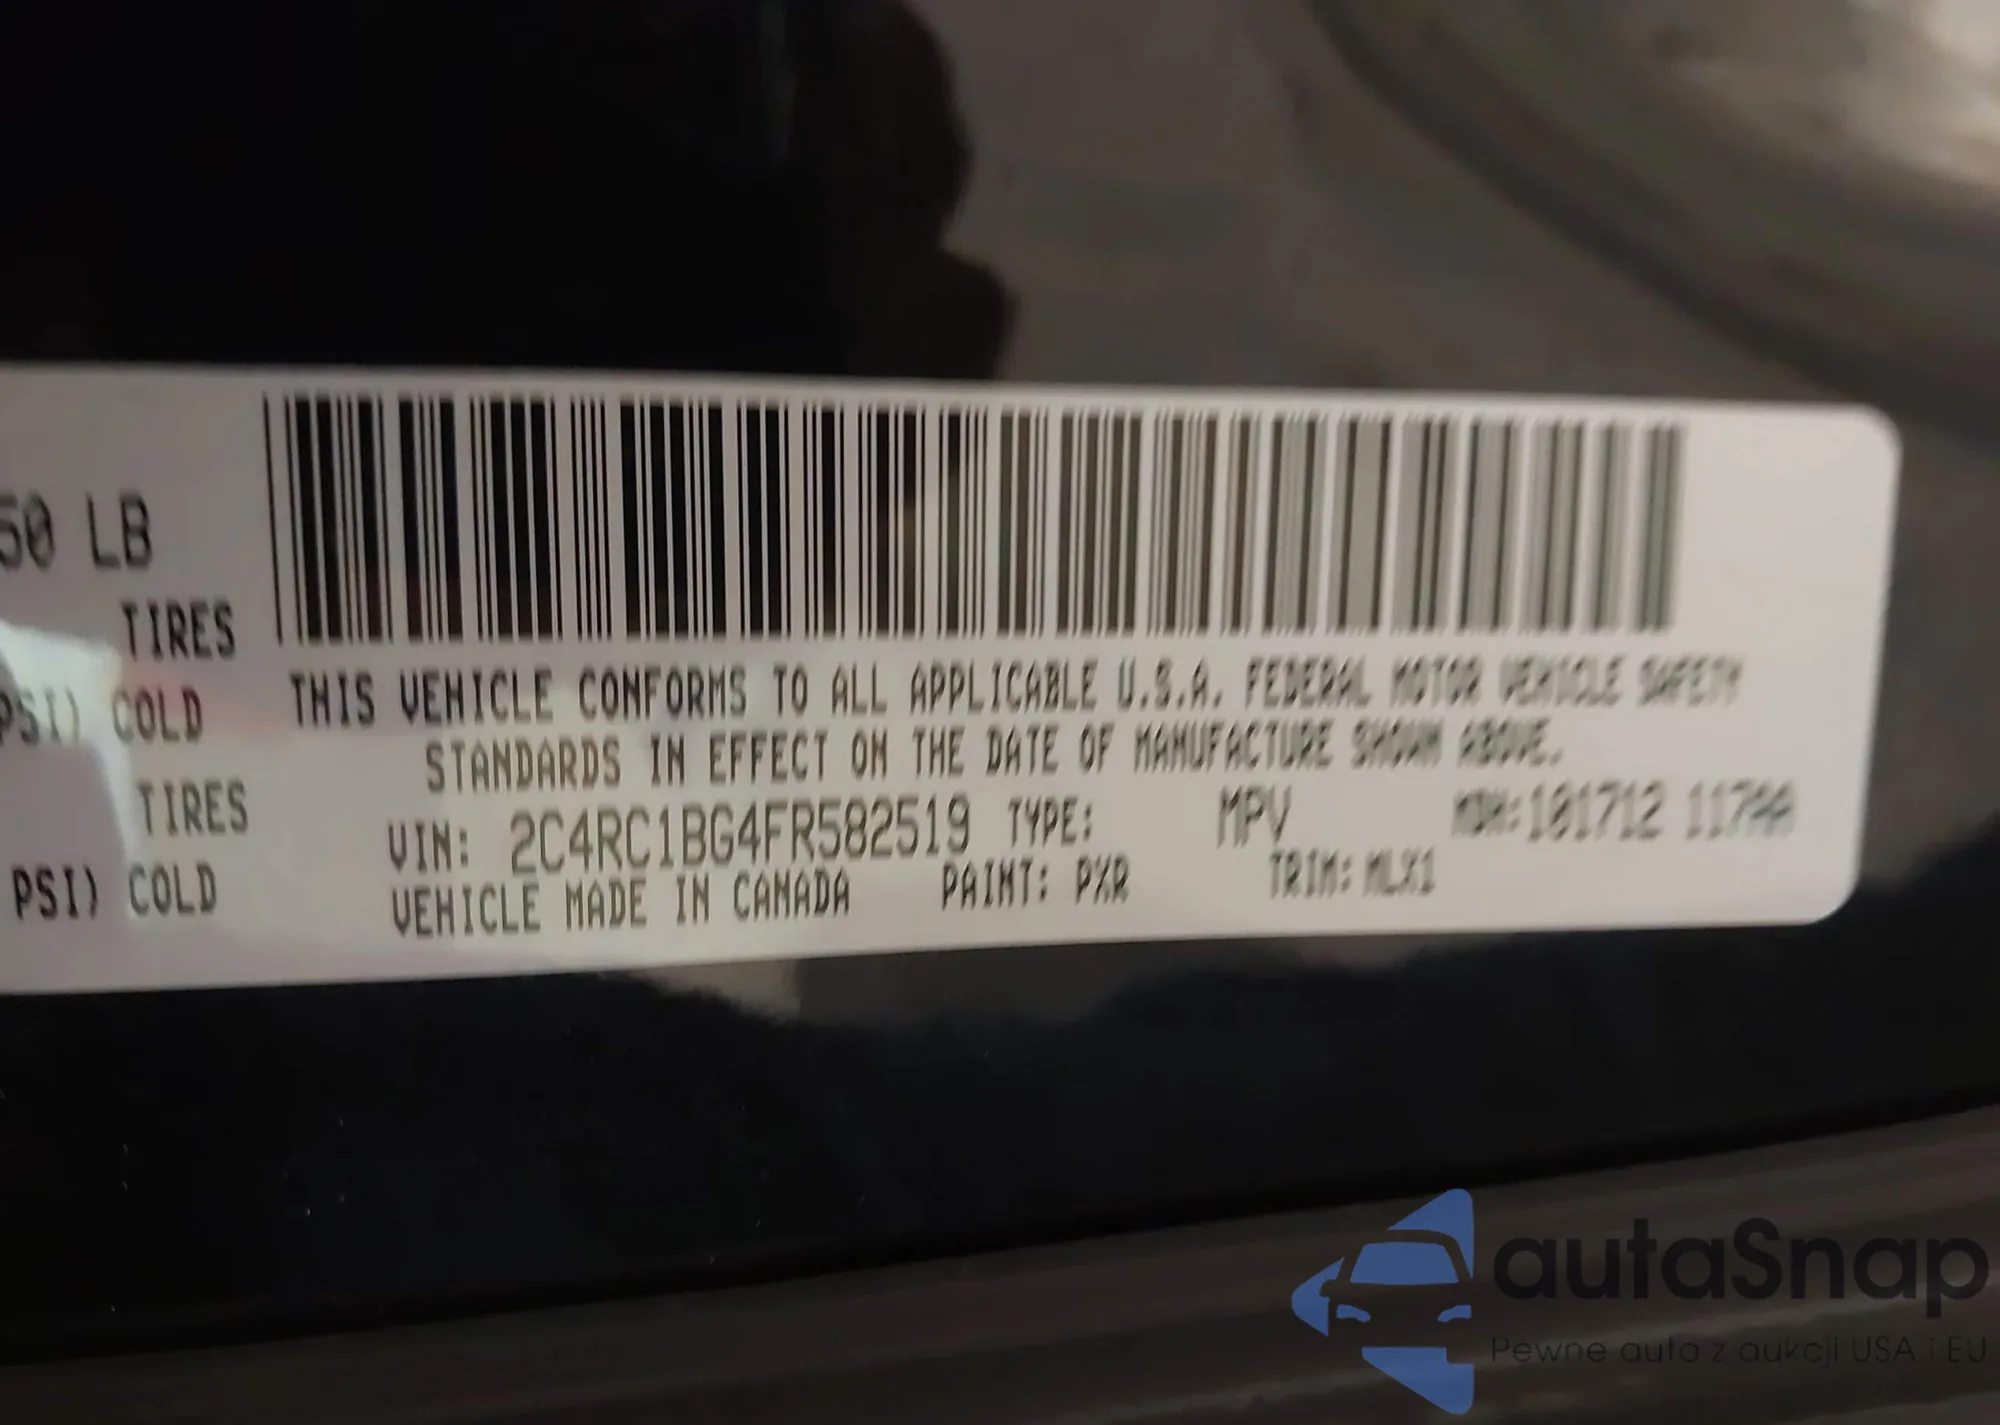 50 LB
TIRES
PSI) COLD
TIRES
PSI) COLD
THIS VEHICLE CONFORMS TO ALL APPLICABLE U.S.A. FEDERAL MOTOR VEHICLE SAFETY
STANDARDS IN EFFECT ON THE DATE OF MANUFACTURE SHOWN ABOVE.
VIN: 2C4RC1BG4FR582519 TYPE: MPV MDH:101712 117AA
VEHICLE MADE IN CANADA PAINT: PXR TRIM: MLX1
autaSnap
Pewne auta z aukcji USA i EU